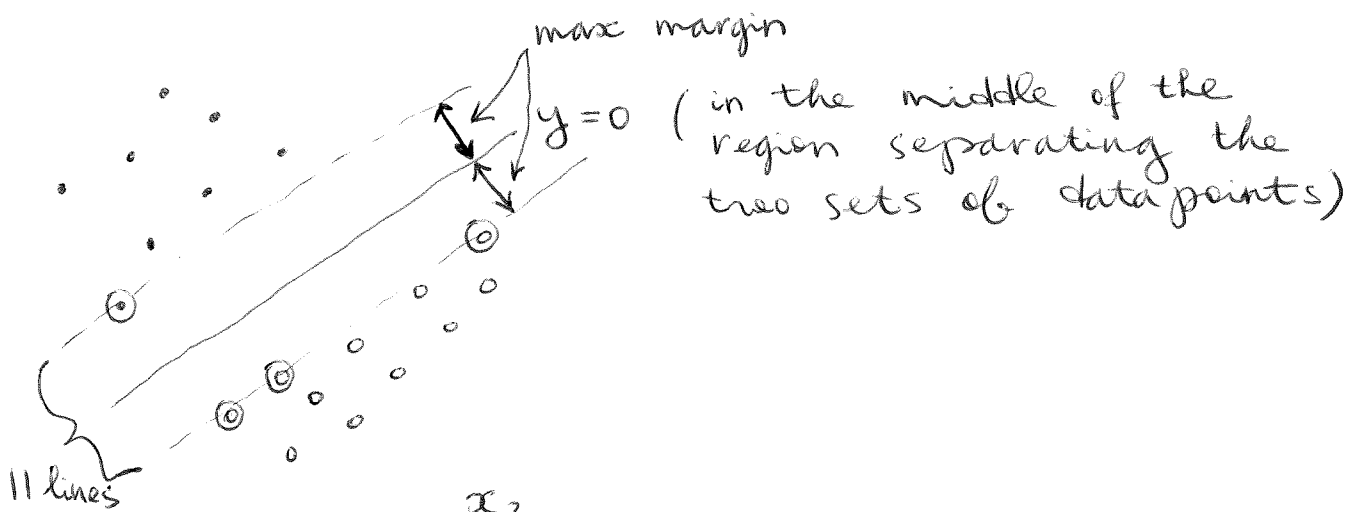 max margin
y=0 (in the middle of the
region separating the
two sets of datapoints)
|| lines
x₂